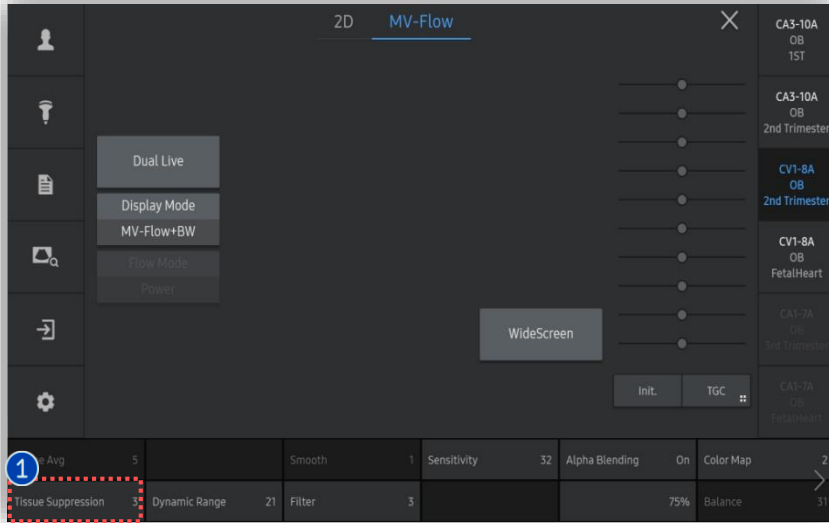 2D MV-Flow
CA3-10A
OB
1ST
CA3-10A
OB
2nd Trimester
Dual Live
CV1-8A
OB
2nd Trimester
Display Mode
MV-Flow+BW
CV1-8A
OB
FetalHeart
Flow Mode
Power
CA1-7A
OB
3rd Trimester
WideScreen
Init. TGC
CA1-7A
OB
FetalHeart
1
Avg 5 Smooth 1 Sensitivity 32 Alpha Blending On Color Map 2
Tissue Suppression 3 Dynamic Range 21 Filter 3 75% Balance 31